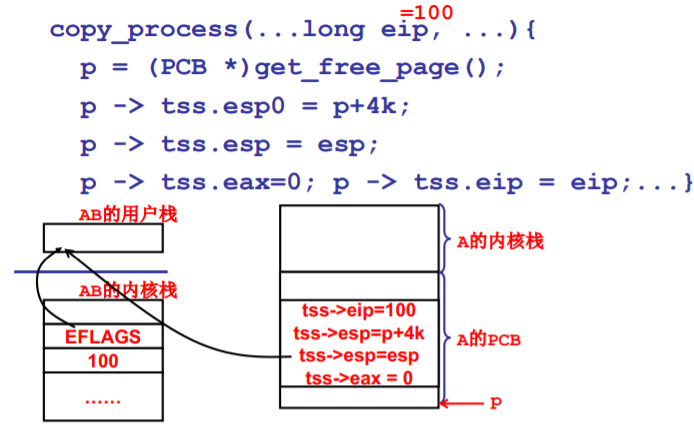 =100
copy_process(...long eip, ...){
p = (PCB *)get_free_page();
p -> tss.esp0 = p+4k;
p -> tss.esp = esp;
p -> tss.eax=0; p -> tss.eip = eip;...}
AB的用户栈
A的内核栈
AB的内核栈
EFLAGS
100
......
tss->eip=100
tss->esp=p+4k
tss->esp=esp
tss->eax = 0
A的PCB
p